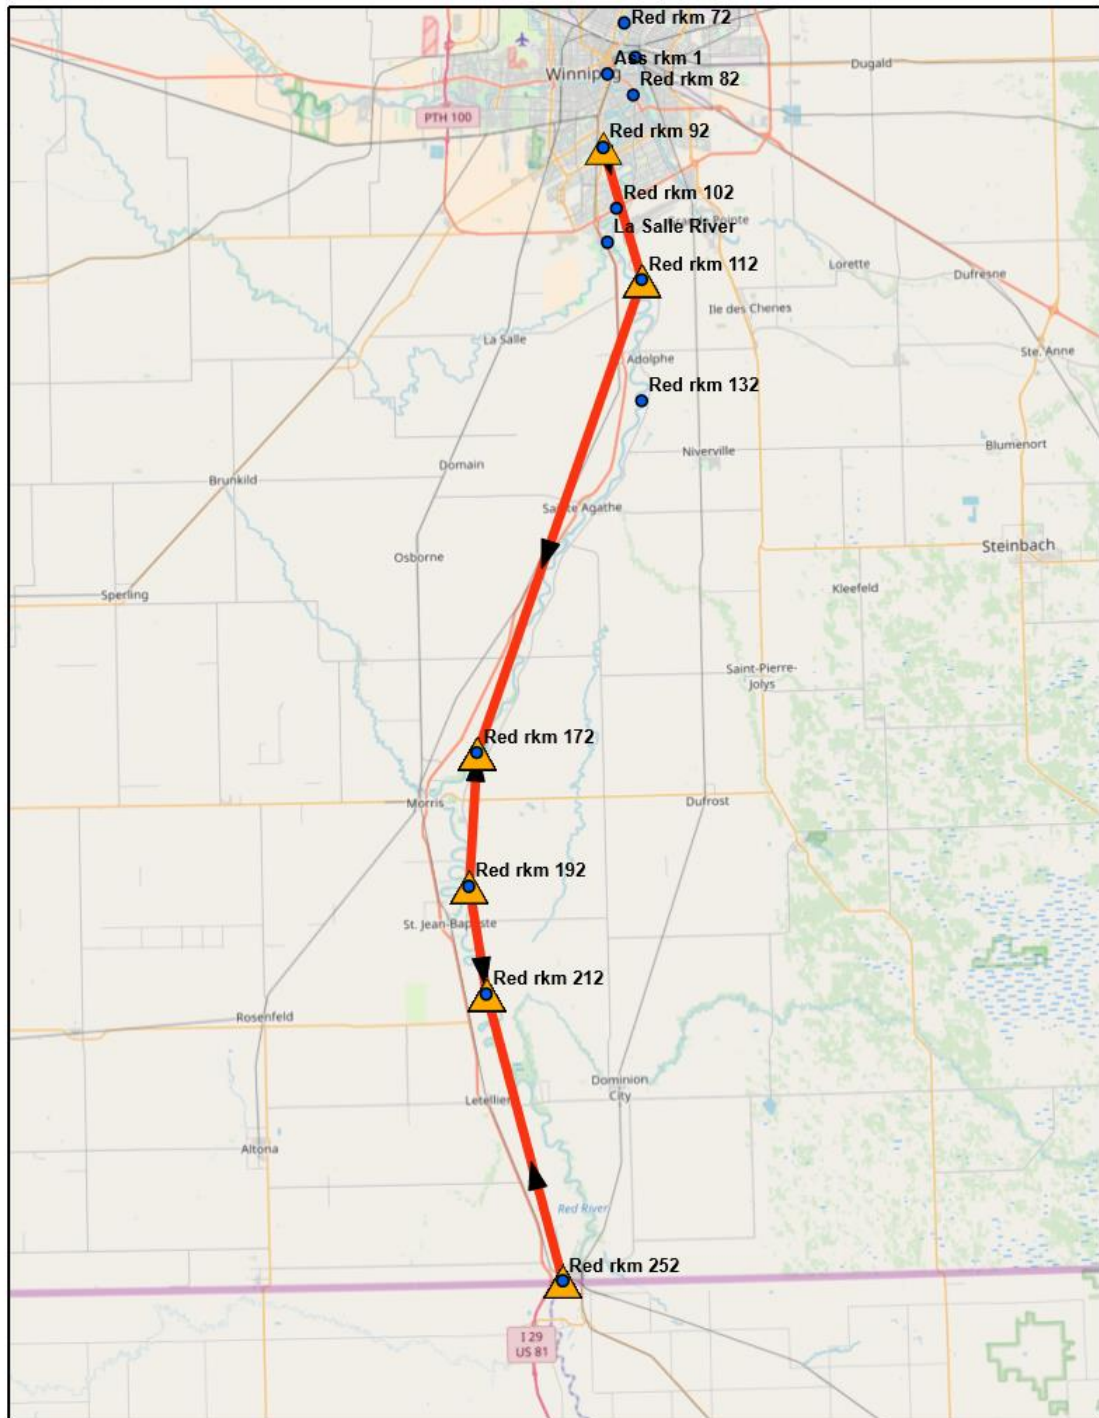 Red rkm 72
Ass rkm 1
Winnipeg
Dugald
Red rkm 82
PTH 100
Red rkm 92
Red rkm 102
Grande Pointe
La Salle River
Red rkm 112
Lorette
Dufresne
Ile des Chenes
La Salle
Adolphe
Ste. Anne
Red rkm 132
Niverville
Blumenort
Domain
Brunkild
Sainte Agathe
Steinbach
Osborne
Kleefeld
Sperling
Saint-Pierre-
Jolys
Red rkm 172
Morris
Dufrost
Red rkm 192
St. Jean-Baptiste
Red rkm 212
Rosenfeld
Dominion
City
Letellier
Altona
Red River
Red rkm 252
I 29
US 81